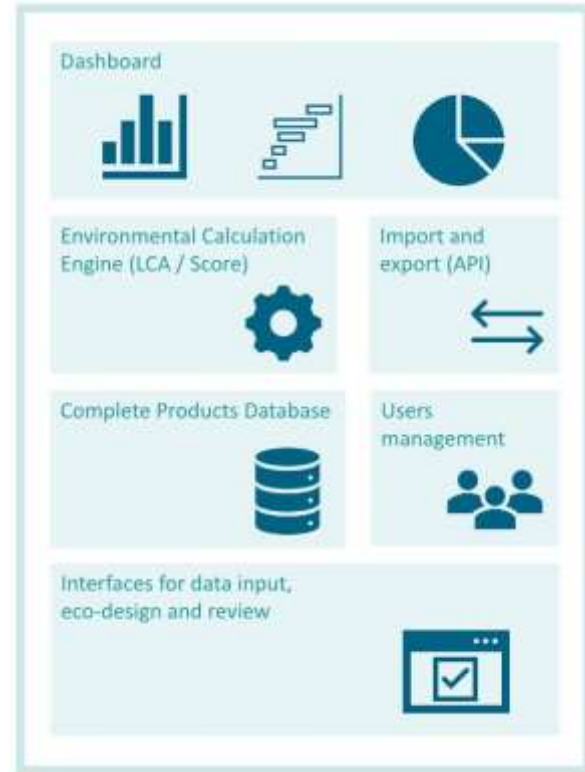 Dashboard
Environmental Calculation
Engine (LCA / Score)
Import and
export (API)
Complete Products Database
Users
management
Interfaces for data input,
eco-design and review